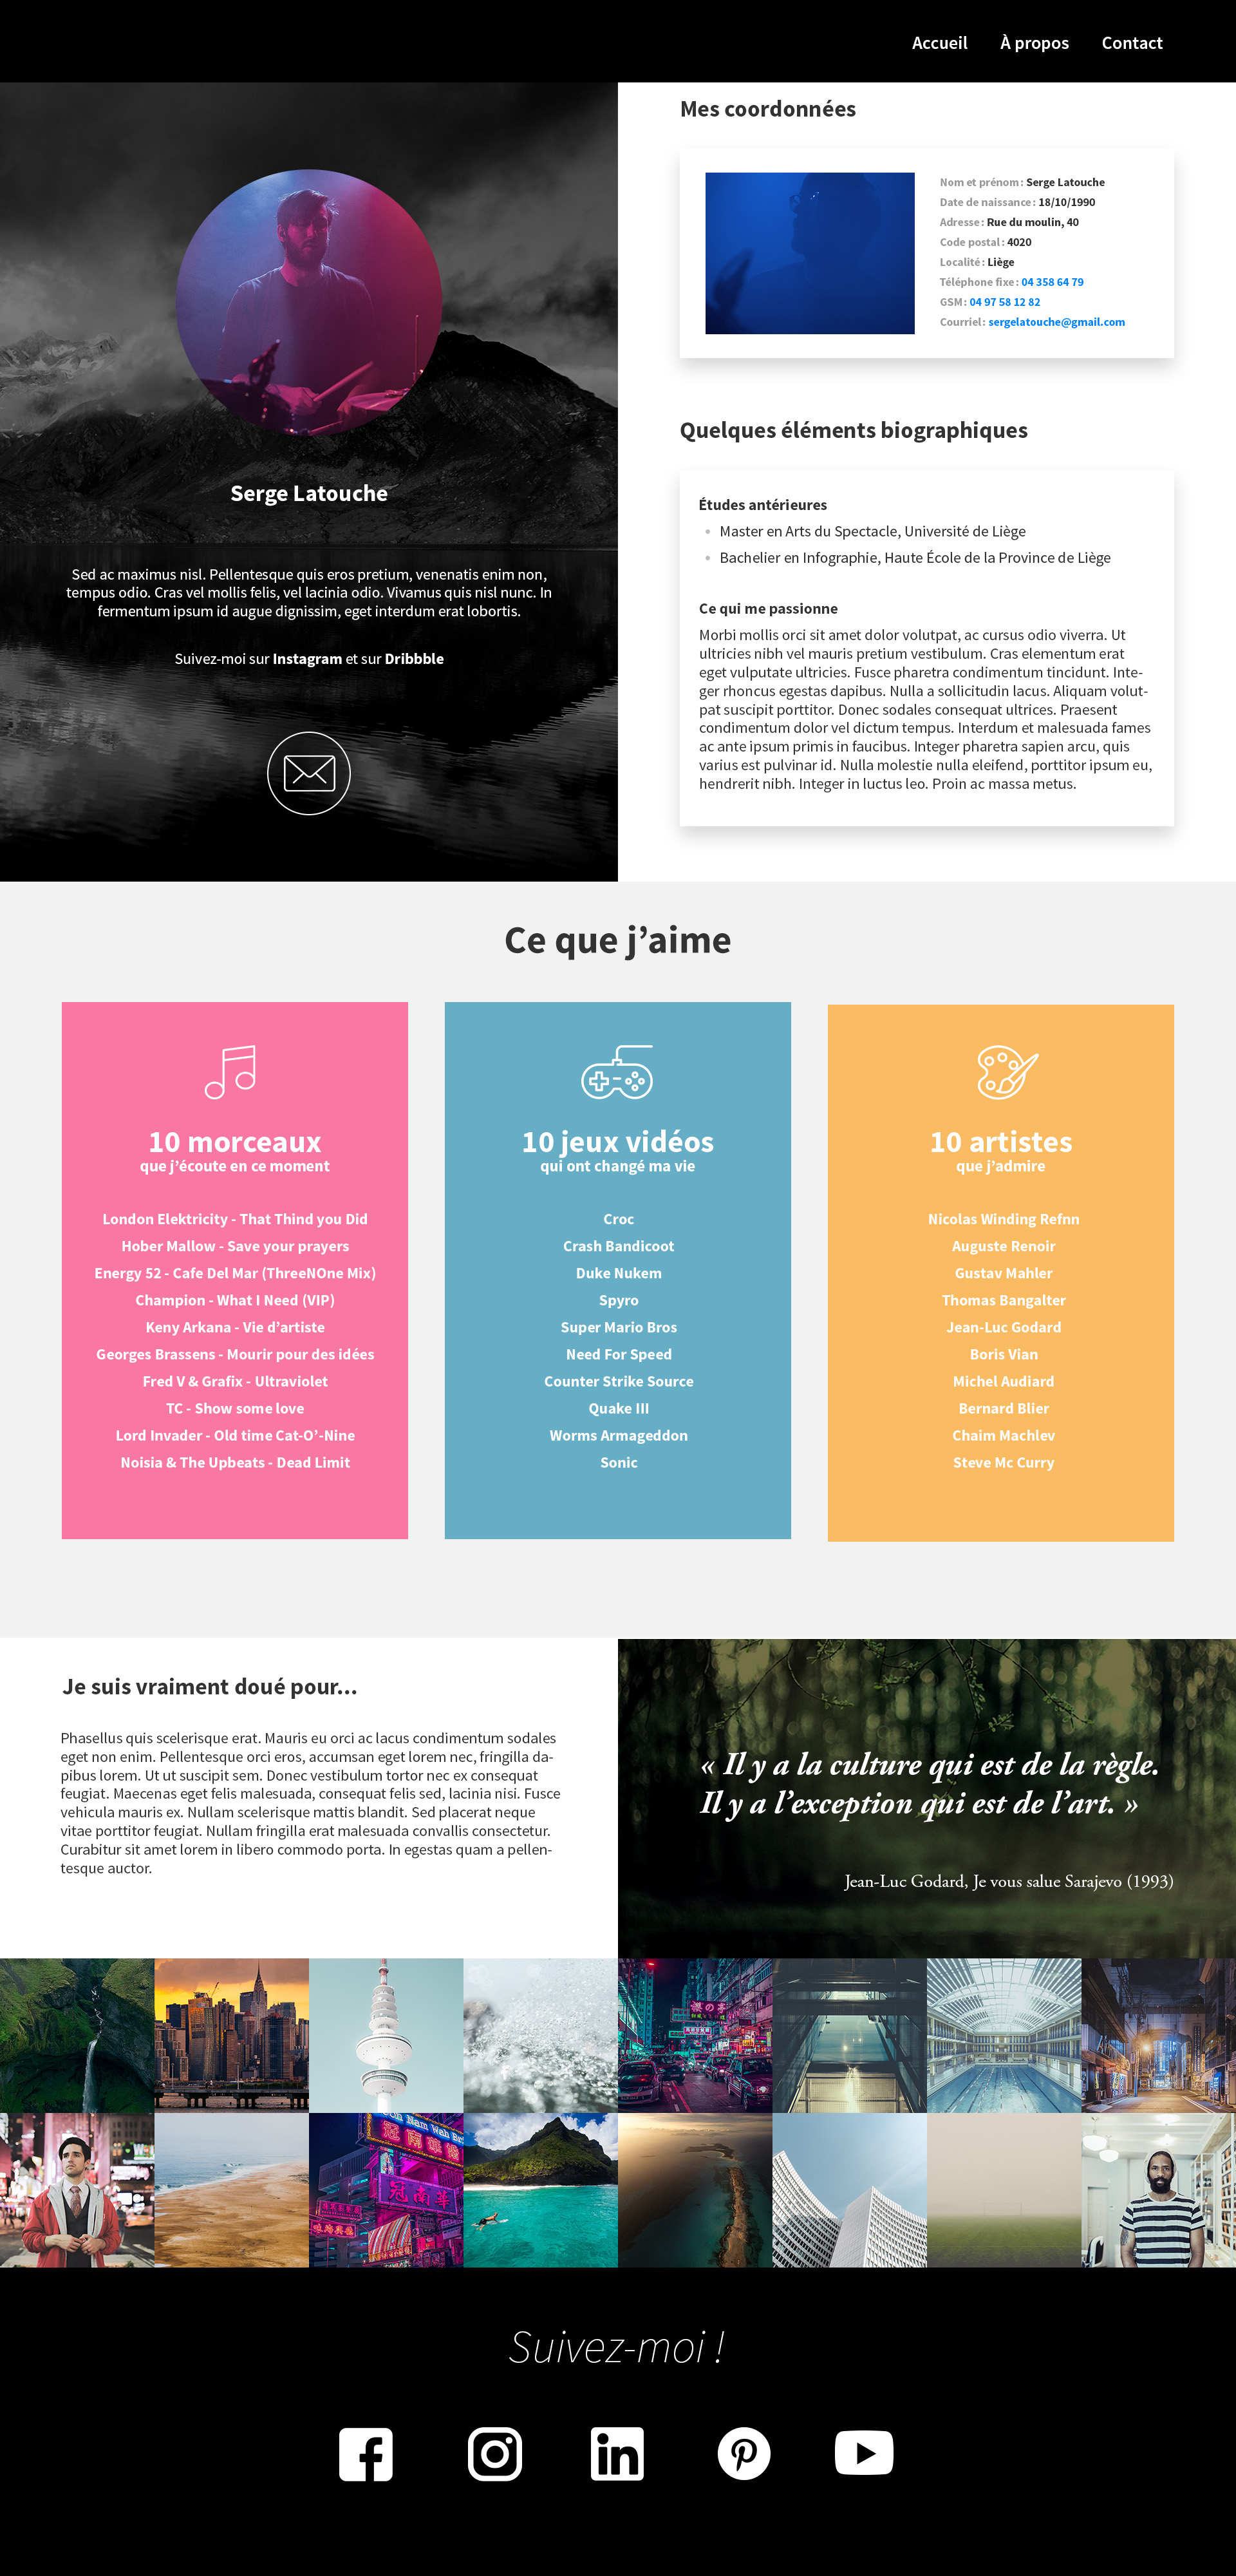 Accueil
À propos
Contact
Serge Latouche
Sed ac maximus nisl. Pellentesque quis eros pretium, venenatis enim non,
tempus odio. Cras vel mollis felis, vel lacinia odio. Vivamus quis nisl nunc. In
fermentum ipsum id augue dignissim, eget interdum erat lobortis.
Suivez-moi sur Instagram et sur Dribbble
Mes coordonnées
Nom et prénom : Serge Latouche
Date de naissance : 18/10/1990
Adresse : Rue du moulin, 40
Code postal : 4020
Localité : Liège
Téléphone fixe : 04 358 64 79
GSM : 04 97 58 12 82
Courriel : sergelatouche@gmail.com
Quelques éléments biographiques
Études antérieures
• Master en Arts du Spectacle, Université de Liège
• Bachelier en Infographie, Haute École de la Province de Liège
Ce qui me passionne
Morbi mollis orci sit amet dolor volutpat, ac cursus odio viverra. Ut
ultricies nibh vel mauris pretium vestibulum. Cras elementum erat
eget vulputate ultricies. Fusce pharetra condimentum tincidunt. Inte-
ger rhoncus egestas dapibus. Nulla a sollicitudin lacus. Aliquam volut-
pat suscipit porttitor. Donec sodales consequat ultrices. Praesent
condimentum dolor vel dictum tempus. Interdum et malesuada fames
ac ante ipsum primis in faucibus. Integer pharetra sapien arcu, quis
varius est pulvinar id. Nulla molestie nulla eleifend, porttitor ipsum eu,
hendrerit nibh. Integer in luctus leo. Proin ac massa metus.
Ce que j’aime
10 morceaux
que j’écoute en ce moment
London Elektricity - That Thind you Did
Hober Mallow - Save your prayers
Energy 52 - Cafe Del Mar (ThreeNOne Mix)
Champion - What I Need (VIP)
Keny Arkana - Vie d’artiste
Georges Brassens - Mourir pour des idées
Fred V & Grafix - Ultraviolet
TC - Show some love
Lord Invader - Old time Cat-O’-Nine
Noisia & The Upbeats - Dead Limit
10 jeux vidéos
qui ont changé ma vie
Croc
Crash Bandicoot
Duke Nukem
Spyro
Super Mario Bros
Need For Speed
Counter Strike Source
Quake III
Worms Armageddon
Sonic
10 artistes
que j’admire
Nicolas Winding Refnn
Auguste Renoir
Gustav Mahler
Thomas Bangalter
Jean-Luc Godard
Boris Vian
Michel Audiard
Bernard Blier
Chaim Machlev
Steve Mc Curry
Je suis vraiment doué pour...
Phasellus quis scelerisque erat. Mauris eu orci ac lacus condimentum sodales
eget non enim. Pellentesque orci eros, accumsan eget lorem nec, fringilla da-
pibus lorem. Ut ut suscipit sem. Donec vestibulum tortor nec ex consequat
feugiat. Maecenas eget felis malesuada, consequat felis sed, lacinia nisi. Fusce
vehicula mauris ex. Nullam scelerisque mattis blandit. Sed placerat neque
vitae porttitor feugiat. Nullam fringilla erat malesuada convallis consectetur.
Curabitur sit amet lorem in libero commodo porta. In egestas quam a pellen-
tesque auctor.
« Il y a la culture qui est de la règle.
Il y a l’exception qui est de l’art. »
Jean-Luc Godard, Je vous salue Sarajevo (1993)
Suivez-moi !